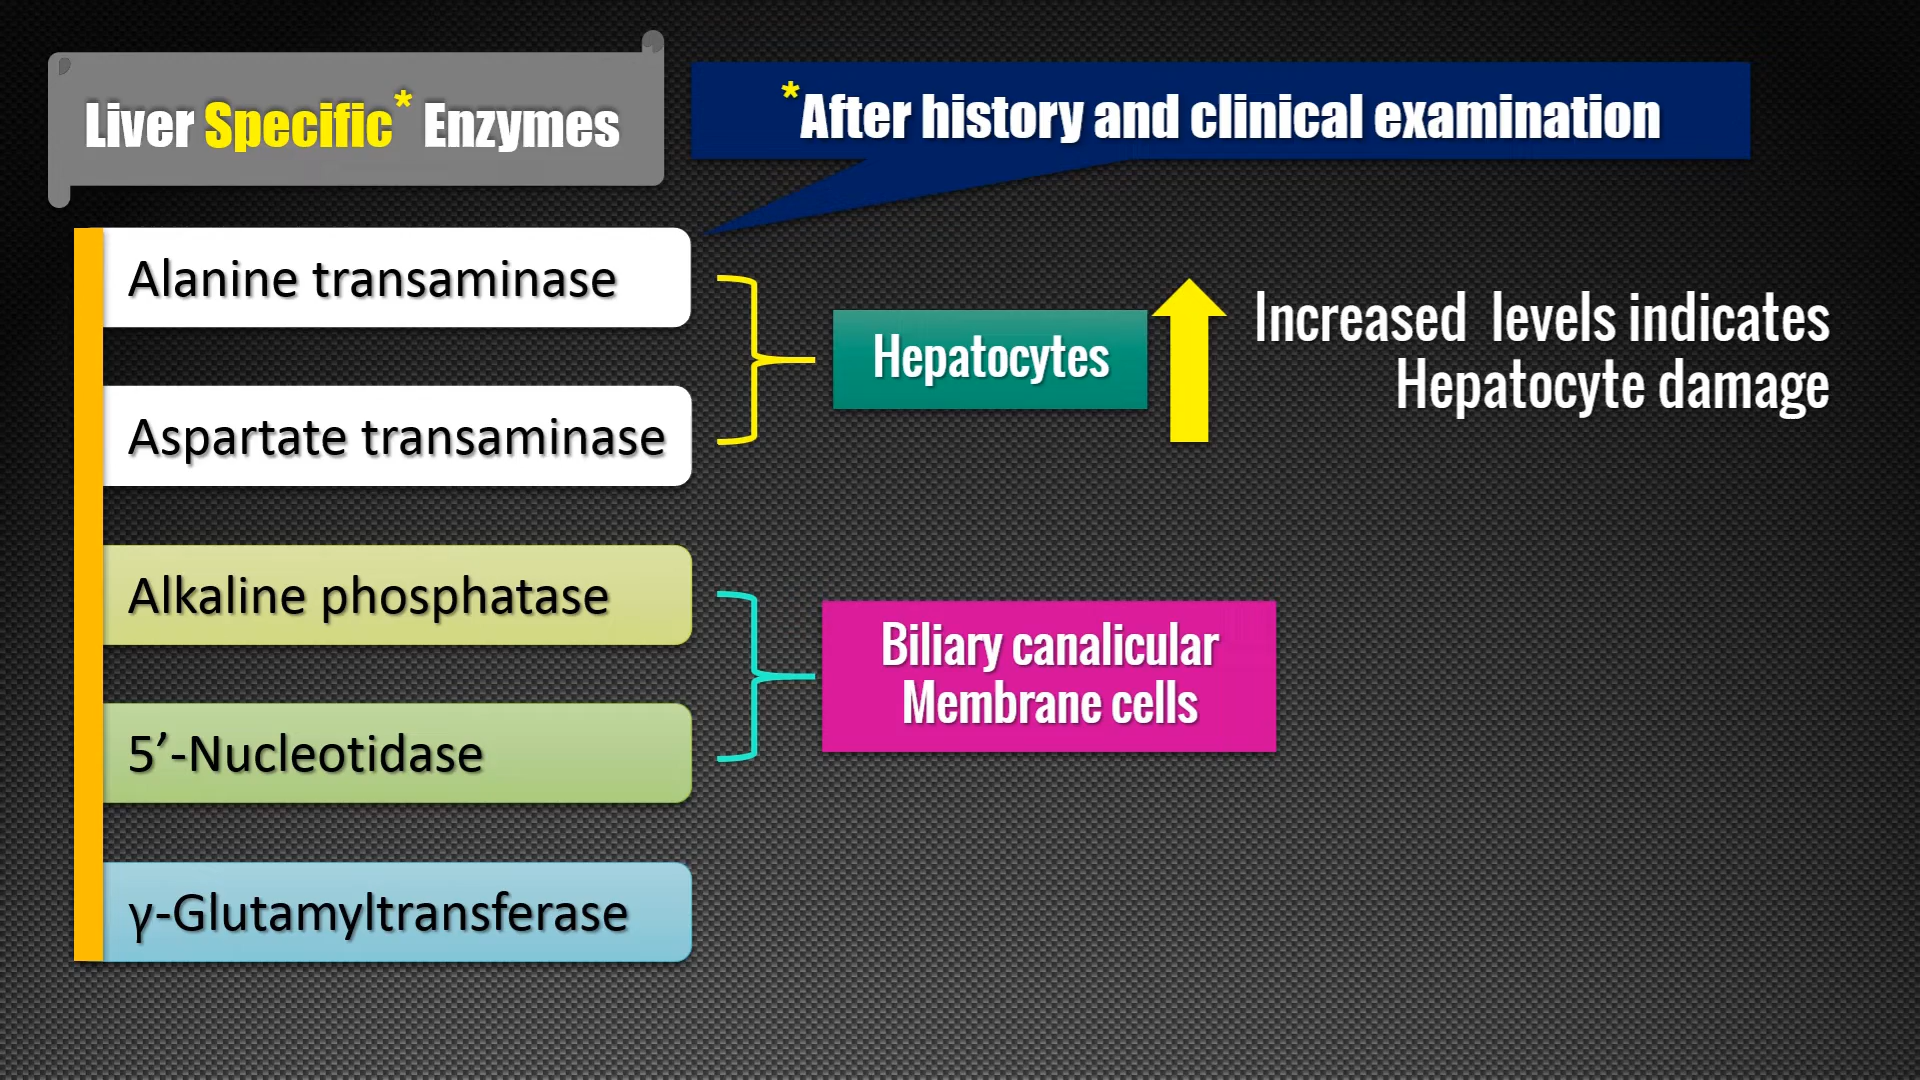 Liver Specific* Enzymes
*After history and clinical examination
Alanine transaminase
Aspartate transaminase
Hepatocytes
Increased levels indicates
Hepatocyte damage
Alkaline phosphatase
5’-Nucleotidase
Biliary canalicular
Membrane cells
γ-Glutamyltransferase